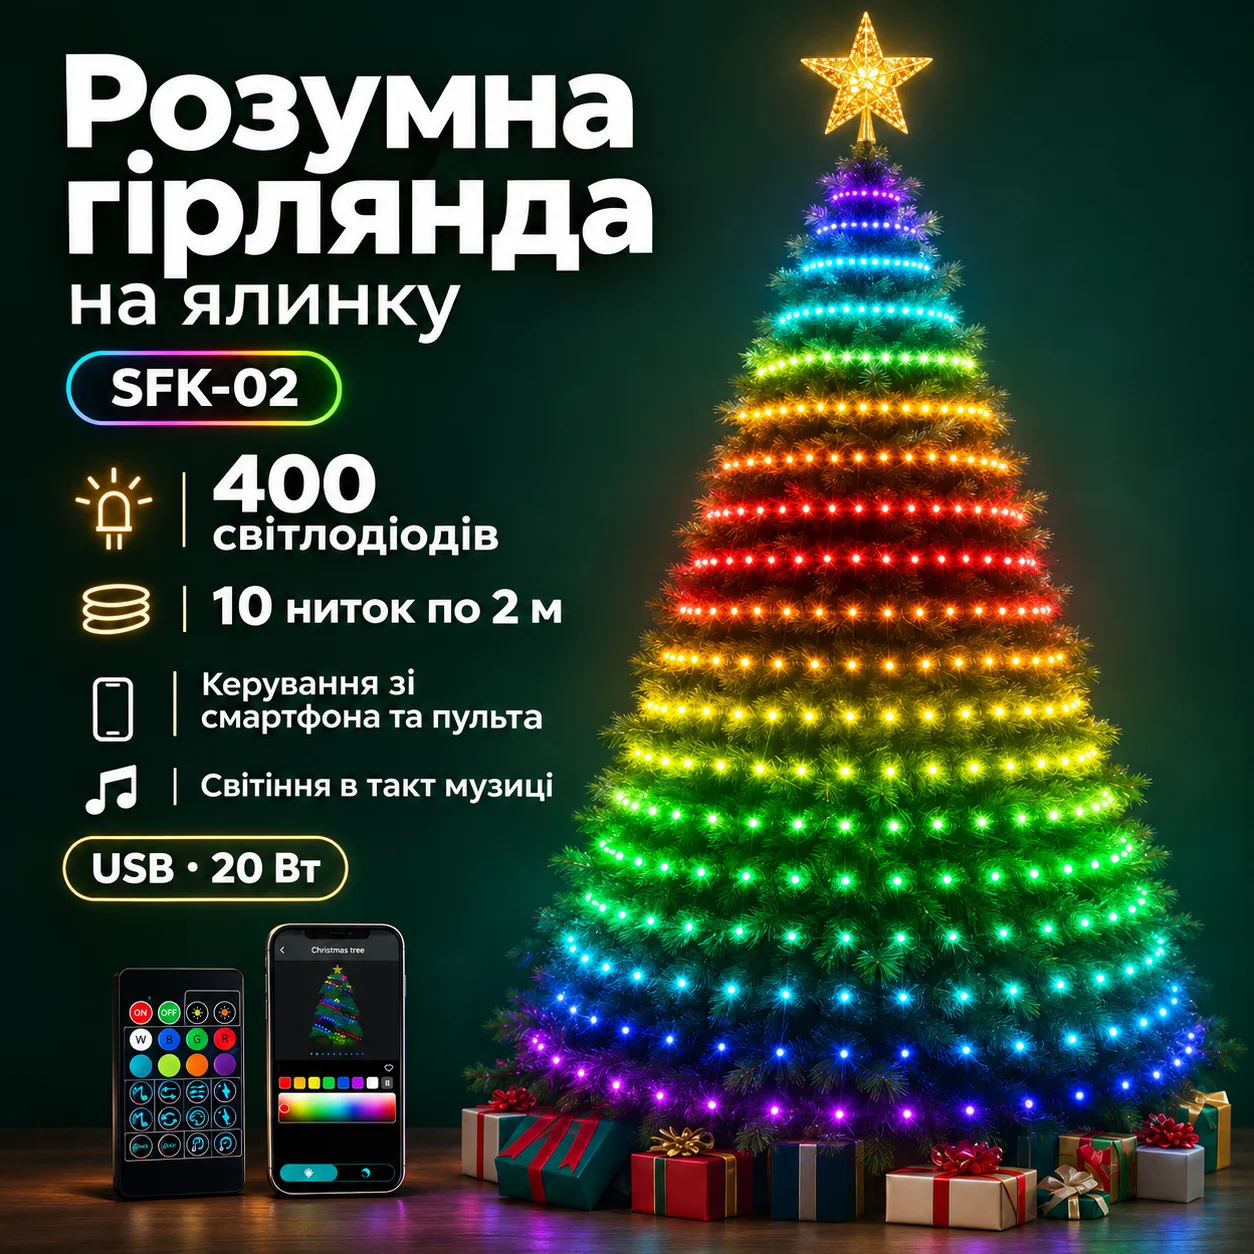 Розумна
гірлянда
на ялинку
SFK-02
400
світлодіодів
10 ниток по 2 м
Керування зі
смартфона та пульта
Світіння в такт музиці
USB • 20 Вт
Christmas tree
ON
OFF
W
B
G
R